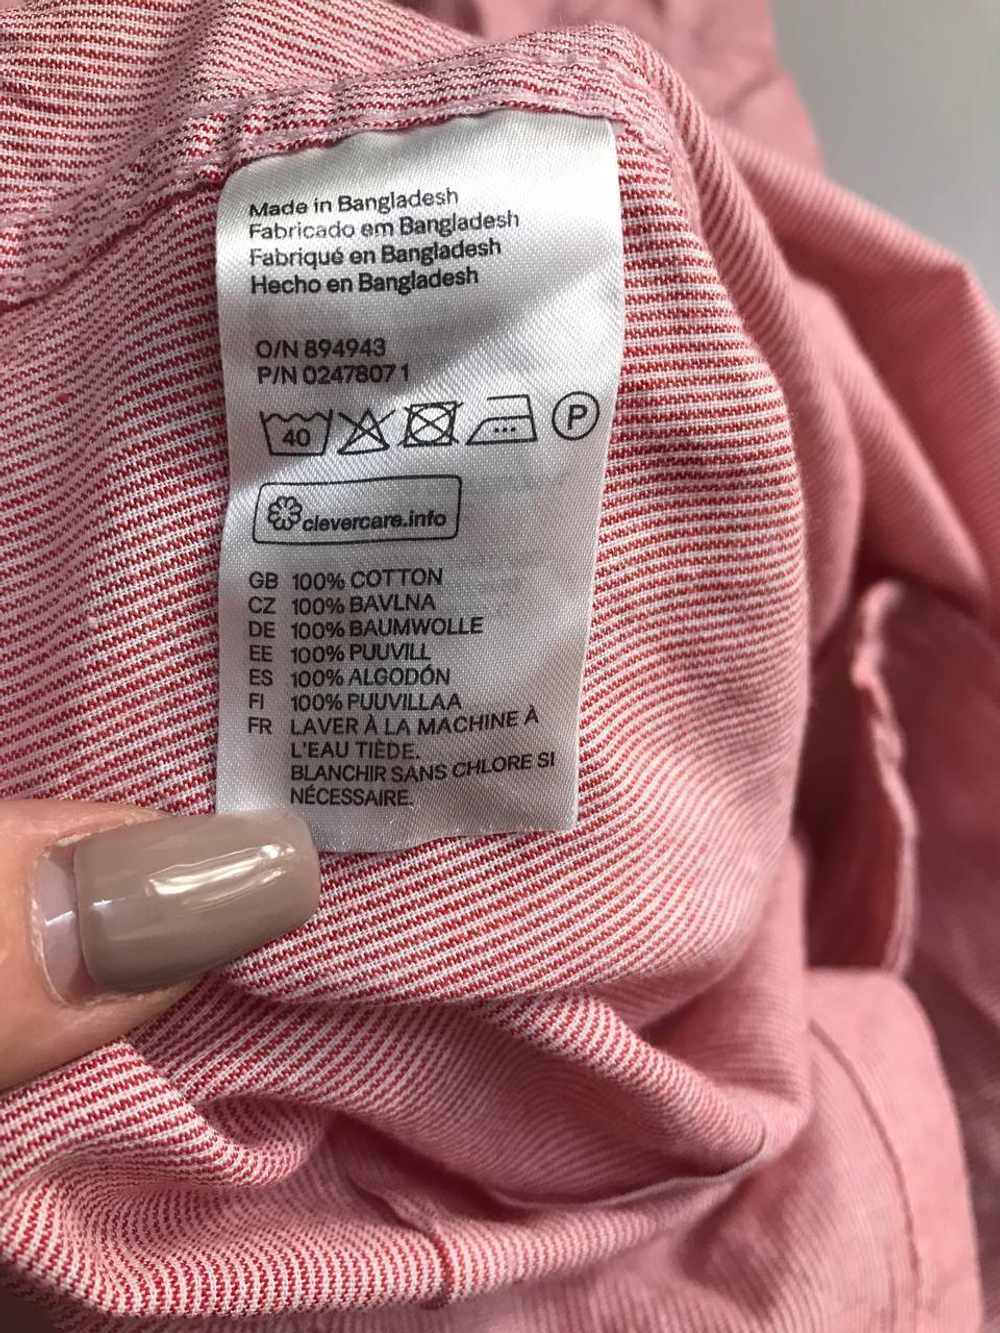 Made in Bangladesh
Fabricado em Bangladesh
Fabriqué en Bangladesh
Hecho en Bangladesh
O/N 894943
P/N 02478071
40 P
clevercare.info
GB 100% COTTON
CZ 100% BAVLNA
DE 100% BAUMWOLLE
EE 100% PUUVILL
ES 100% ALGODÓN
FI 100% PUUVILLAA
FR LAVER À LA MACHINE À
L'EAU TIÈDE.
BLANCHIR SANS CHLORE SI
NÉCESSAIRE.